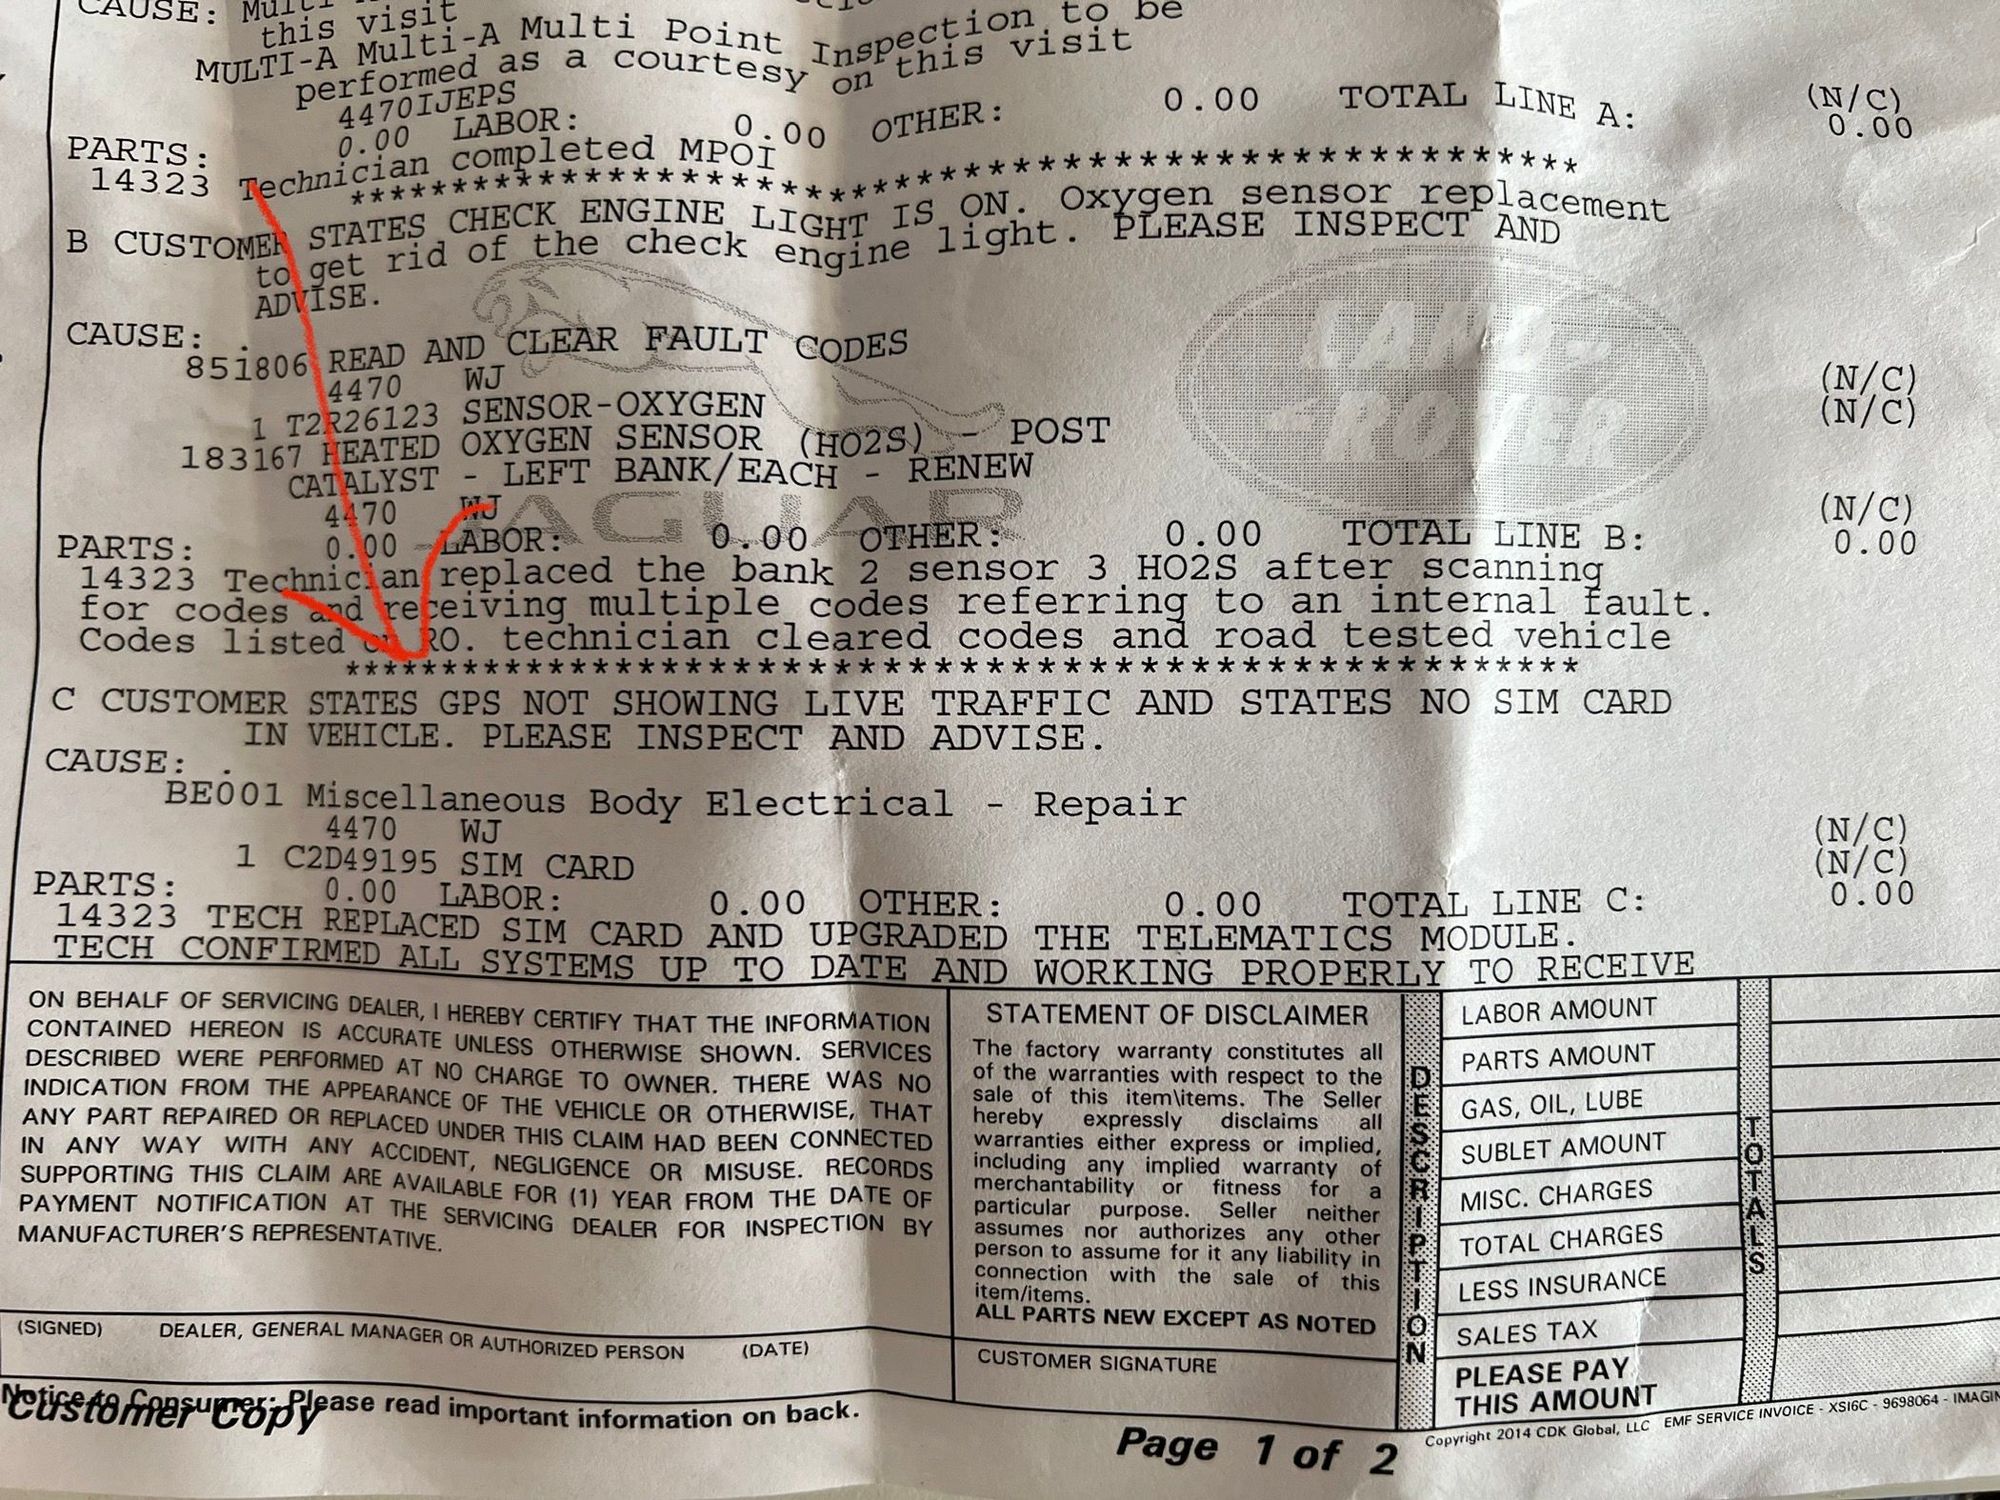 CAUSE: Multi
this visit
MULTI-A Multi-A Multi Point Inspection to be
performed as a courtesy on this visit
4470IJEPS (N/C)
PARTS: 0.00 LABOR: 0.00 OTHER: 0.00 TOTAL LINE A: 0.00
14323 Technician completed MPOI
**************************************************
B CUSTOMER STATES CHECK ENGINE LIGHT IS ON. Oxygen sensor replacement
to get rid of the check engine light. PLEASE INSPECT AND
ADVISE.
CAUSE: .
851806 READ AND CLEAR FAULT CODES
4470 WJ (N/C)
1 T2R26123 SENSOR-OXYGEN (N/C)
183167 HEATED OXYGEN SENSOR (HO2S) - POST
CATALYST - LEFT BANK/EACH - RENEW
4470 WJ (N/C)
PARTS: 0.00 LABOR: 0.00 OTHER: 0.00 TOTAL LINE B: 0.00
14323 Technician replaced the bank 2 sensor 3 HO2S after scanning
for codes and receiving multiple codes referring to an internal fault.
Codes listed on RO. technician cleared codes and road tested vehicle
**************************************************
C CUSTOMER STATES GPS NOT SHOWING LIVE TRAFFIC AND STATES NO SIM CARD
IN VEHICLE. PLEASE INSPECT AND ADVISE.
CAUSE: .
BE001 Miscellaneous Body Electrical - Repair
4470 WJ (N/C)
1 C2D49195 SIM CARD (N/C)
PARTS: 0.00 LABOR: 0.00 OTHER: 0.00 TOTAL LINE C: 0.00
14323 TECH REPLACED SIM CARD AND UPGRADED THE TELEMATICS MODULE.
TECH CONFIRMED ALL SYSTEMS UP TO DATE AND WORKING PROPERLY TO RECEIVE
JAGUAR
LAND-
ROVER
ON BEHALF OF SERVICING DEALER, I HEREBY CERTIFY THAT THE INFORMATION
CONTAINED HEREON IS ACCURATE UNLESS OTHERWISE SHOWN. SERVICES
DESCRIBED WERE PERFORMED AT NO CHARGE TO OWNER. THERE WAS NO
INDICATION FROM THE APPEARANCE OF THE VEHICLE OR OTHERWISE, THAT
ANY PART REPAIRED OR REPLACED UNDER THIS CLAIM HAD BEEN CONNECTED
IN ANY WAY WITH ANY ACCIDENT, NEGLIGENCE OR MISUSE. RECORDS
SUPPORTING THIS CLAIM ARE AVAILABLE FOR (1) YEAR FROM THE DATE OF
PAYMENT NOTIFICATION AT THE SERVICING DEALER FOR INSPECTION BY
MANUFACTURER'S REPRESENTATIVE.
(SIGNED) DEALER, GENERAL MANAGER OR AUTHORIZED PERSON (DATE)
STATEMENT OF DISCLAIMER
The factory warranty constitutes all
of the warranties with respect to the
sale of this item\items. The Seller
hereby expressly disclaims all
warranties either express or implied,
including any implied warranty of
merchantability or fitness for a
particular purpose. Seller neither
assumes nor authorizes any other
person to assume for it any liability in
connection with the sale of this
item/items.
ALL PARTS NEW EXCEPT AS NOTED
CUSTOMER SIGNATURE
DESCRIPTION
LABOR AMOUNT
PARTS AMOUNT
GAS, OIL, LUBE
SUBLET AMOUNT
MISC. CHARGES
TOTAL CHARGES
LESS INSURANCE
SALES TAX
PLEASE PAY
THIS AMOUNT
TOTALS
Notice to Consumer: Please read important information on back.
Customer Copy
Page 1 of 2
Copyright 2014 CDK Global, LLC EMF SERVICE INVOICE - XSI6C - 9698064 - IMAGIN